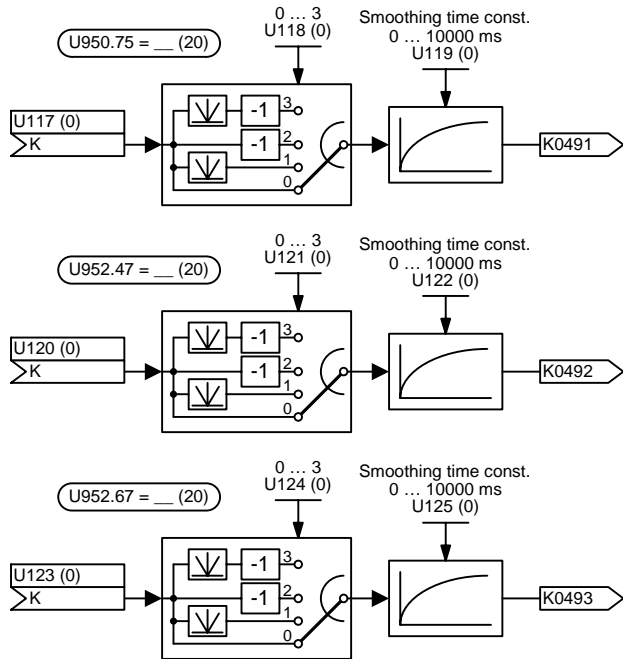 0 ... 3
Smoothing time const.
0 ... 10000 ms
U950.75 = __ (20)
U118 (0)
U119 (0)
U117 (0)
K
-1
3
-1
2
1
0
K0491
0 ... 3
Smoothing time const.
0 ... 10000 ms
U952.47 = __ (20)
U121 (0)
U122 (0)
U120 (0)
K
-1
3
-1
2
1
0
K0492
0 ... 3
Smoothing time const.
0 ... 10000 ms
U952.67 = __ (20)
U124 (0)
U125 (0)
U123 (0)
K
-1
3
-1
2
1
0
K0493